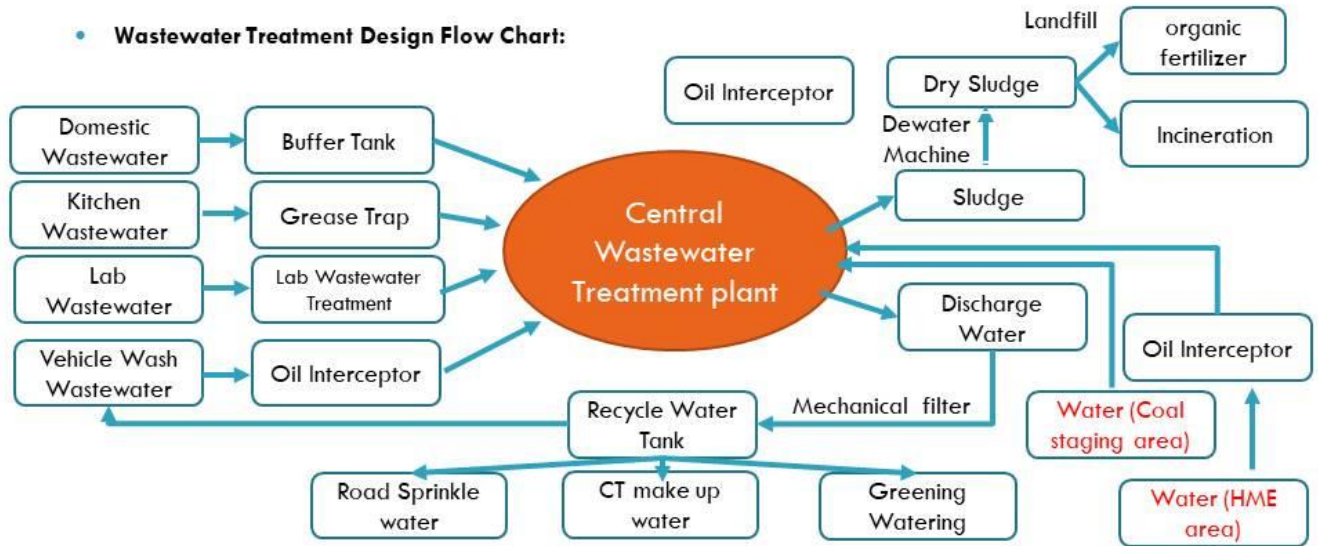 • Wastewater Treatment Design Flow Chart:
Landfill
organic
fertilizer
Oil Interceptor
Dry Sludge
Incineration
Dewater
Machine
Sludge
Domestic
Wastewater
Buffer Tank
Kitchen
Wastewater
Grease Trap
Lab
Wastewater
Lab Wastewater
Treatment
Vehicle Wash
Wastewater
Oil Interceptor
Central
Wastewater
Treatment plant
Discharge
Water
Oil Interceptor
Recycle Water
Tank
Mechanical filter
Water (Coal
staging area)
Water (HME
area)
Road Sprinkle
water
CT make up
water
Greening
Watering